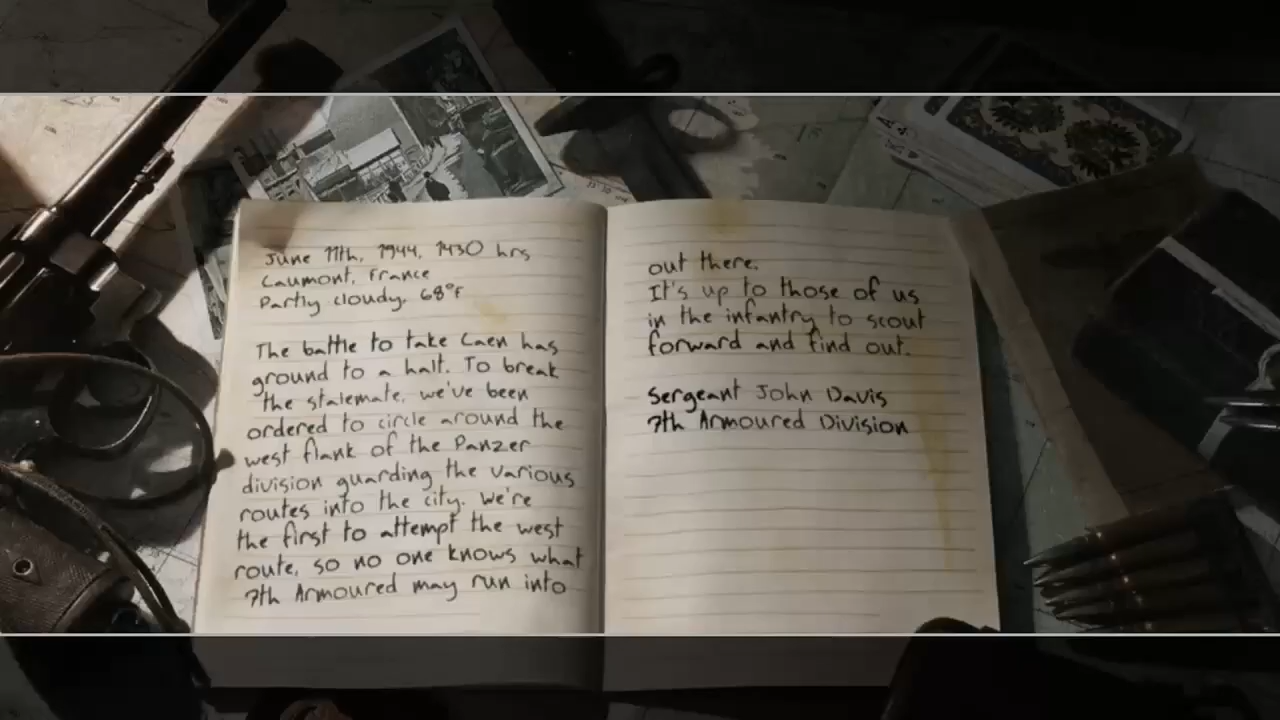 June 11th, 1944, 1430 hrs
Caumont, France
Partly cloudy, 68°F
The battle to take Caen has
ground to a halt. To break
the stalemate, we've been
ordered to circle around the
west flank of the Panzer
division guarding the various
routes into the city. We're
the first to attempt the west
route, so no one knows what
7th Armoured may run into
out there.
It's up to those of us
in the infantry to scout
forward and find out.
Sergeant John Davis
7th Armoured Division